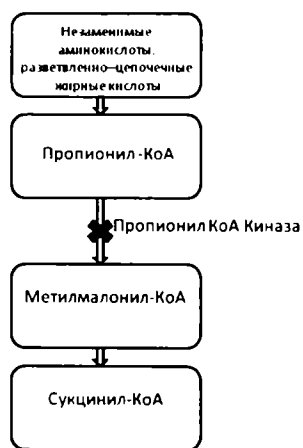 Незаменимые
аминокислоты,
разветвленно–цепочечные
жирные кислоты
Пропионил-КоА
Пропионил КоА Киназа
Метилмалонил-КоА
Сукцинил-КоА